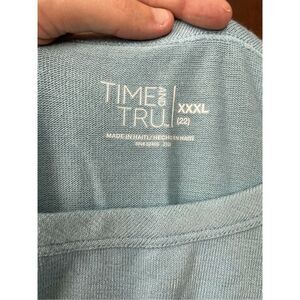 TIME AND TRU. XXXL
(22)
MADE IN HAITI/HECHO EN HAITI